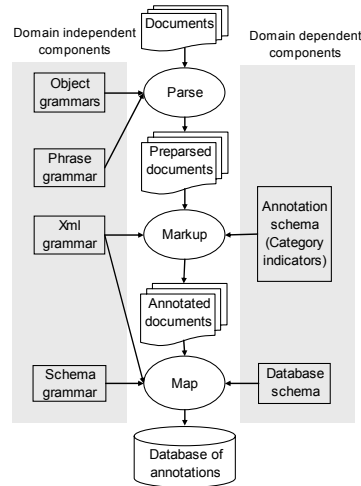 Documents
Domain independent
components
Domain dependent
components
Object
grammars
Parse
Phrase
grammar
Preparsed
documents
Xml
grammar
Markup
Annotation
schema
(Category
indicators)
Annotated
documents
Schema
grammar
Map
Database
schema
Database of
annotations